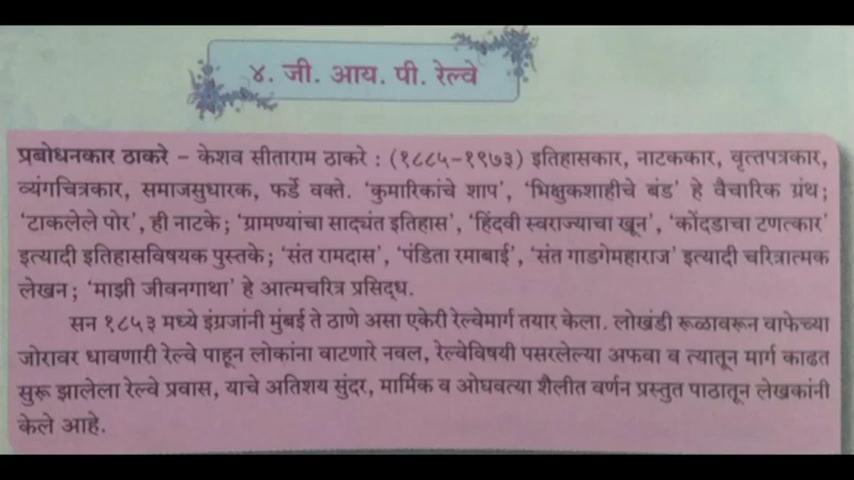 ४. जी. आय. पी. रेल्वे
प्रबोधनकार ठाकरे – केशव सीताराम ठाकरे : (१८८५-१९७३) इतिहासकार, नाटककार, वृत्तपत्रकार,
व्यंगचित्रकार, समाजसुधारक, फर्डे वक्ते. ‘कुमारिकांचे शाप’, ‘भिक्षुकशाहीचे बंड’ हे वैचारिक ग्रंथ;
‘टाकलेले पोर’, ही नाटके; ‘ग्रामण्यांचा साद्यंत इतिहास’, ‘हिंदवी स्वराज्याचा खून’, ‘कोंदडाचा टणत्कार’
इत्यादी इतिहासविषयक पुस्तके; ‘संत रामदास’, ‘पंडिता रमाबाई’, ‘संत गाडगेमहाराज’ इत्यादी चरित्रात्मक
लेखन; ‘माझी जीवनगाथा’ हे आत्मचरित्र प्रसिद्ध.
सन १८५३ मध्ये इंग्रजांनी मुंबई ते ठाणे असा एकेरी रेल्वेमार्ग तयार केला. लोखंडी रूळावरून वाफेच्या
जोरावर धावणारी रेल्वे पाहून लोकांना वाटणारे नवल, रेल्वेविषयी पसरलेल्या अफवा व त्यातून मार्ग काढत
सुरू झालेला रेल्वे प्रवास, याचे अतिशय सुंदर, मार्मिक व ओघवत्या शैलीत वर्णन प्रस्तुत पाठातून लेखकांनी
केले आहे.